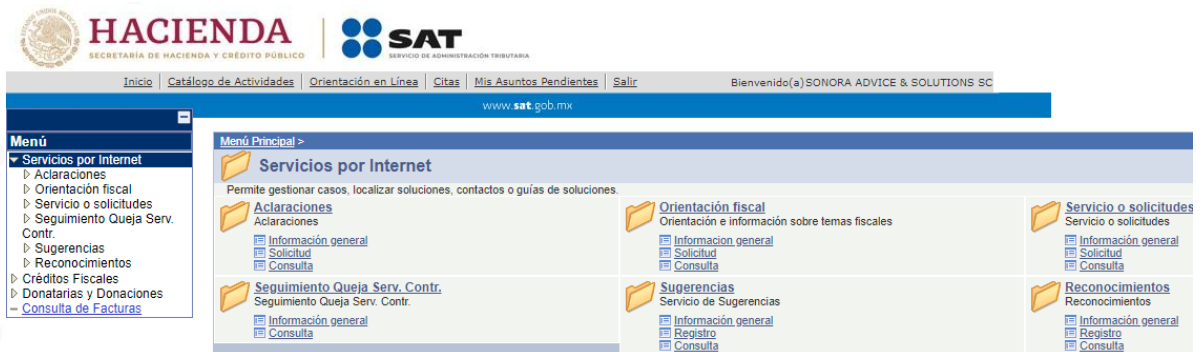 HACIENDA
SECRETARÍA DE HACIENDA Y CRÉDITO PÚBLICO
SAT
SERVICIO DE ADMINISTRACIÓN TRIBUTARIA
Inicio | Catálogo de Actividades | Orientación en Línea | Citas | Mis Asuntos Pendientes | Salir
Bienvenido(a)SONORA ADVICE & SOLUTIONS SC
www.sat.gob.mx
Menú
Servicios por Internet
Aclaraciones
Orientación fiscal
Servicio o solicitudes
Seguimiento Queja Serv.
Contr.
Sugerencias
Reconocimientos
Créditos Fiscales
Donatarias y Donaciones
Consulta de Facturas
Menú Principal >
Servicios por Internet
Permite gestionar casos, localizar soluciones, contactos o guías de soluciones.
Aclaraciones
Aclaraciones
Información general
Solicitud
Consulta
Orientación fiscal
Orientación e información sobre temas fiscales
Informacion general
Solicitud
Consulta
Servicio o solicitudes
Servicio o solicitudes
Información general
Solicitud
Consulta
Seguimiento Queja Serv. Contr.
Seguimiento Queja Serv. Contr.
Información general
Consulta
Sugerencias
Servicio de Sugerencias
Información general
Registro
Consulta
Reconocimientos
Reconocimientos
Información general
Registro
Consulta